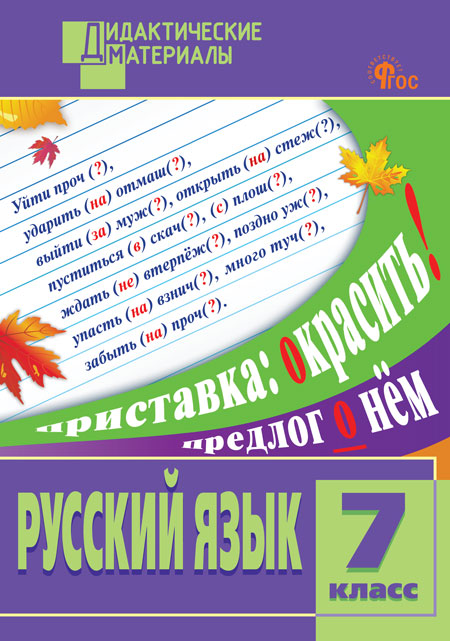 ДИДАКТИЧЕСКИЕ
МАТЕРИАЛЫ
СООТВЕТСТВУЕТ
ФГОС
Уйти проч (?),
ударить (на) отмаш(?),
выйти (за) муж(?), открыть (на) стеж(?),
пуститься (в) скач(?), (с) плош(?),
ждать (не) втерпёж(?), поздно уж(?),
упасть (на) взнич(?), много туч(?),
забыть (на) проч(?).
приставка: окрасить!
предлог о нём
РУССКИЙ ЯЗЫК
7
класс